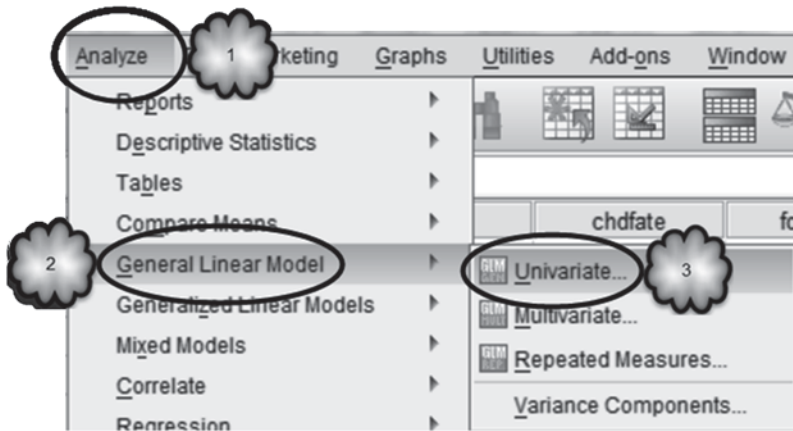 Analyze 1 keting Graphs Utilities Add-ons Window
Reports
Descriptive Statistics
Tables
Compare Means chdfate
2 General Linear Model Univariate... 3
Generalized Linear Models Multivariate...
Mixed Models Repeated Measures...
Correlate Variance Components...
Regression